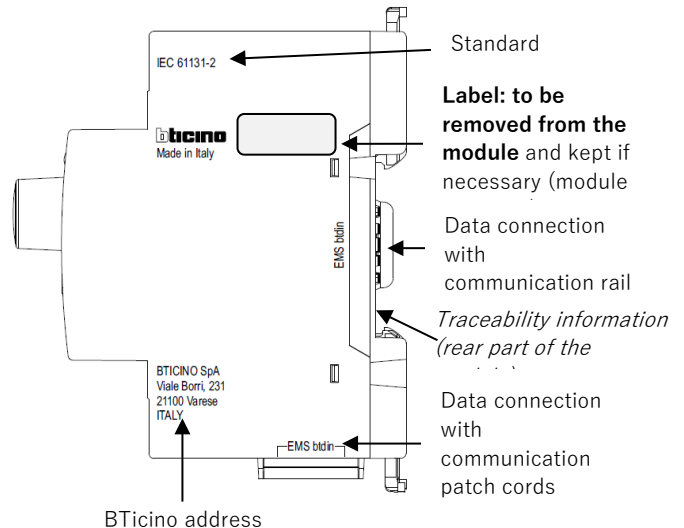 IEC 61131-2
Standard
Label: to be
removed from the
module and kept if
necessary (module
bticino
Made in Italy
EMS btdin
Data connection
with
communication rail
Traceability information
(rear part of the
BTICINO SpA
Viale Borri, 231
21100 Varese
ITALY
EMS btdin
Data connection
with
communication
patch cords
BTicino address